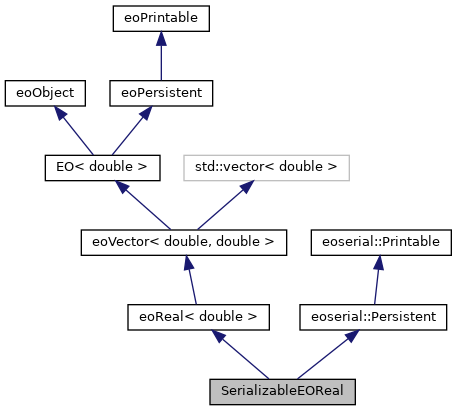 eoPrintable
eoObject
eoPersistent
EO< double >
std::vector< double >
eoVector< double, double >
eoserial::Printable
eoReal< double >
eoserial::Persistent
SerializableEOReal